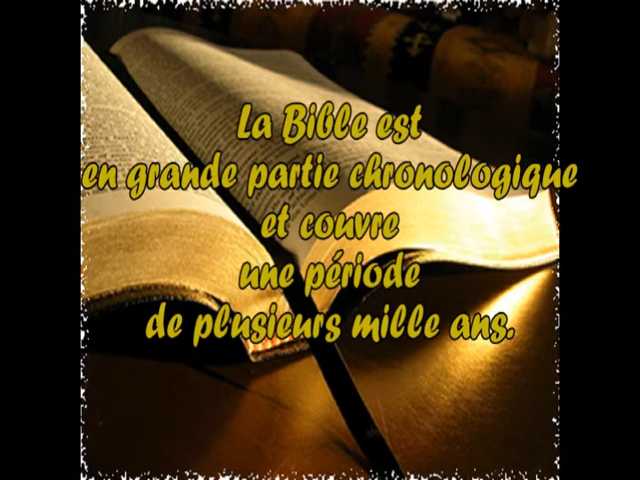 La Bible est
en grande partie chronologique
et couvre
une période
de plusieurs mille ans.